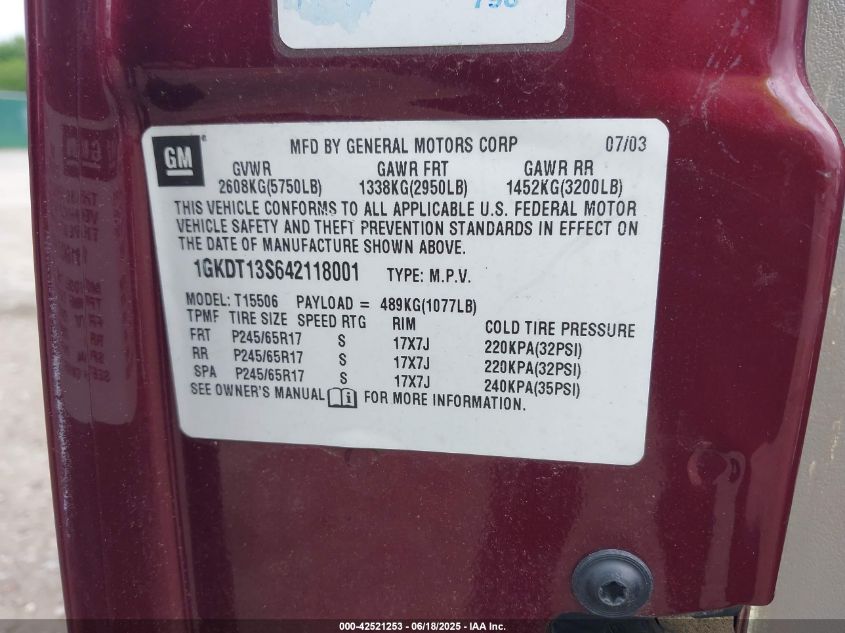 GM
MFD BY GENERAL MOTORS CORP 07/03
GVWR GAWR FRT GAWR RR
2608KG(5750LB) 1338KG(2950LB) 1452KG(3200LB)
THIS VEHICLE CONFORMS TO ALL APPLICABLE U.S. FEDERAL MOTOR
VEHICLE SAFETY AND THEFT PREVENTION STANDARDS IN EFFECT ON
THE DATE OF MANUFACTURE SHOWN ABOVE.
1GKDT13S642118001 TYPE: M.P.V.
MODEL: T15506 PAYLOAD = 489KG(1077LB)
TPMF TIRE SIZE SPEED RTG RIM COLD TIRE PRESSURE
FRT P245/65R17 S 17X7J 220KPA(32PSI)
RR P245/65R17 S 17X7J 220KPA(32PSI)
SPA P245/65R17 S 17X7J 240KPA(35PSI)
SEE OWNER'S MANUAL FOR MORE INFORMATION.
000-42521253 - 06/18/2025 - IAA Inc.